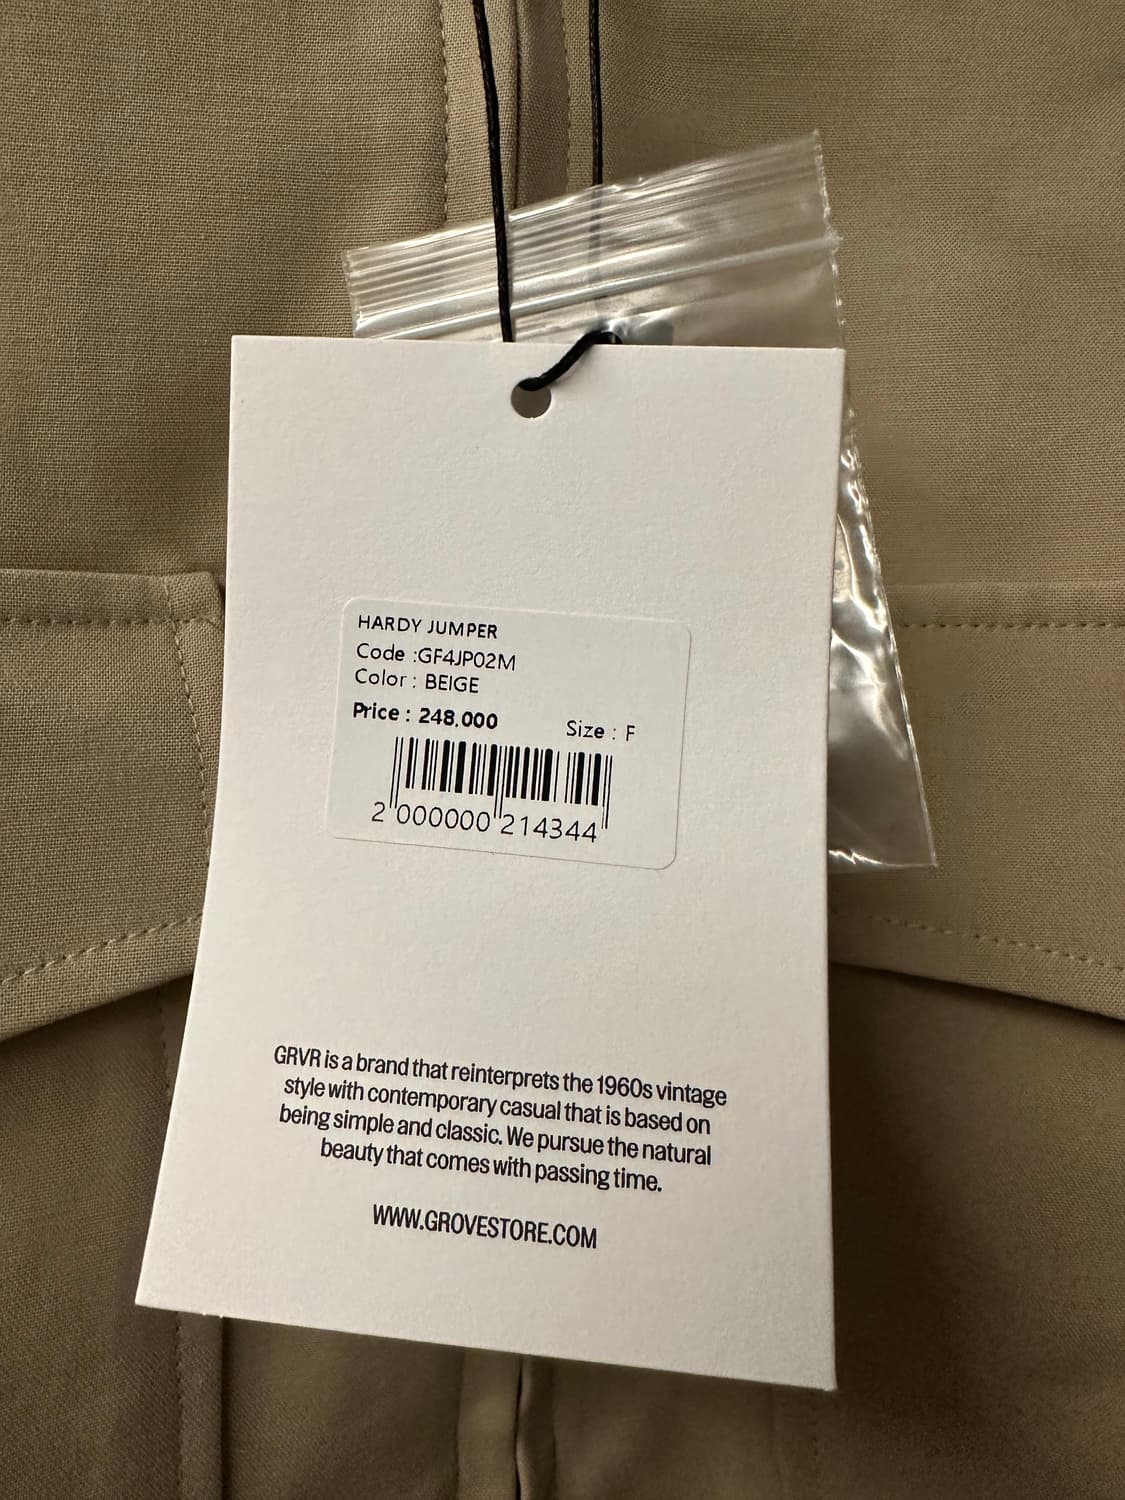 HARDY JUMPER
Code :GF4JP02M
Color : BEIGE
Price : 248.000 Size : F
2 000000 214344
GRVR is a brand that reinterprets the 1960s vintage
style with contemporary casual that is based on
being simple and classic. We pursue the natural
beauty that comes with passing time.
WWW.GROVESTORE.COM